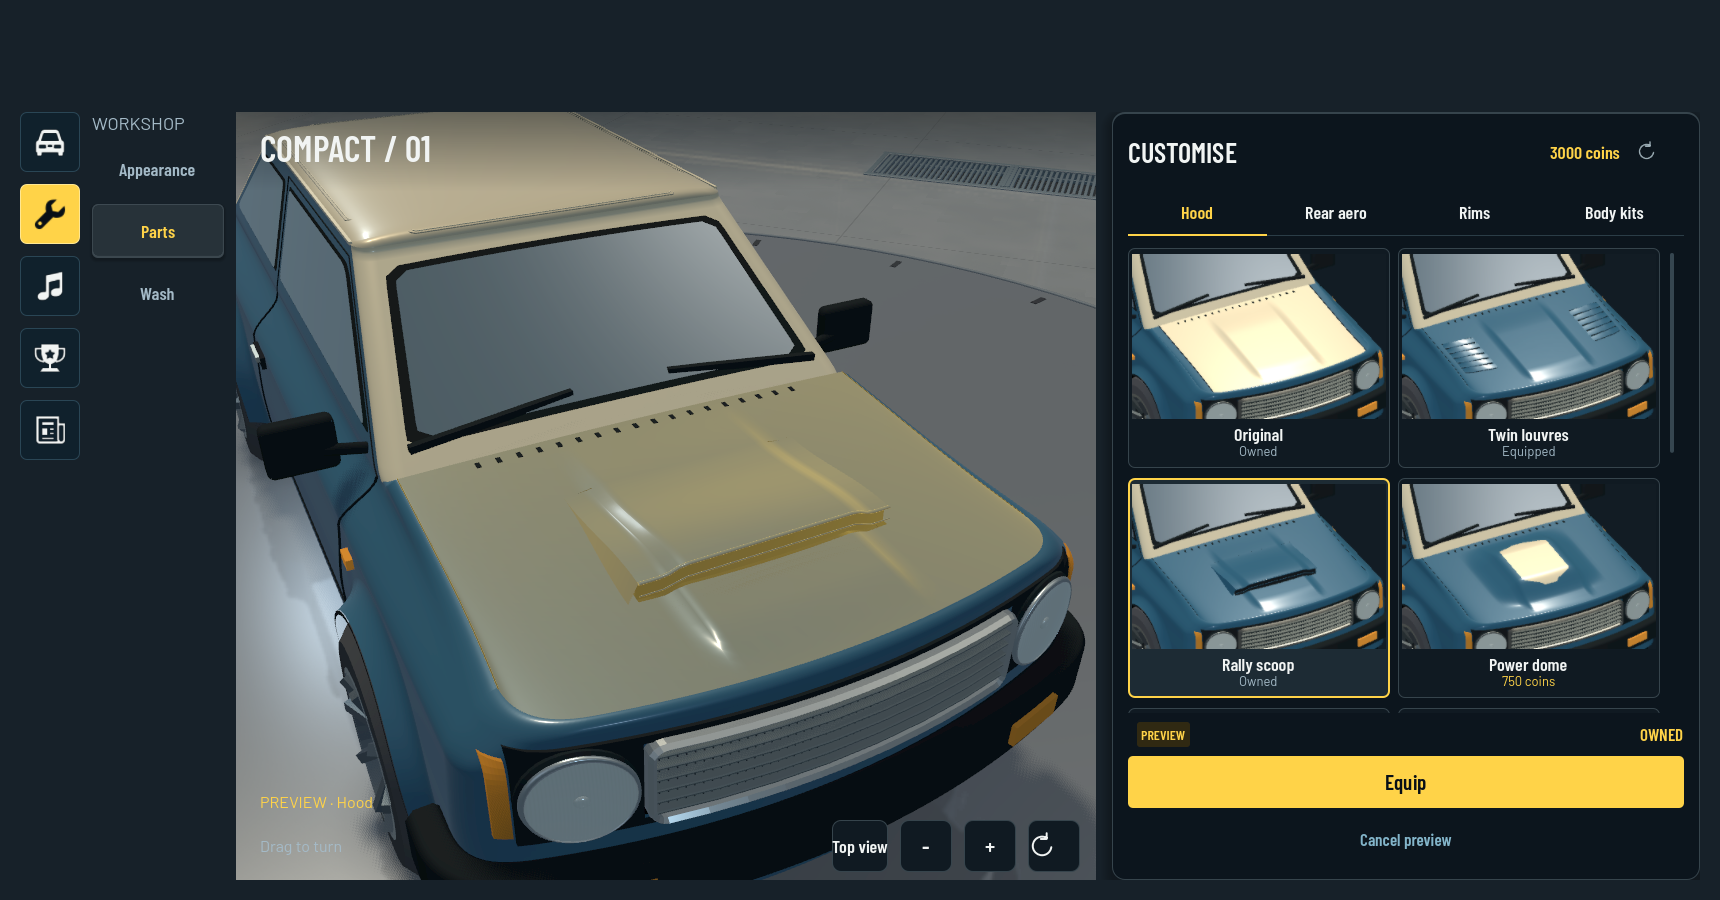 WORKSHOP
Appearance
Parts
Wash
COMPACT / 01
PREVIEW · Hood
Drag to turn
Top view
-
+
CUSTOMISE
3000 coins
Hood
Rear aero
Rims
Body kits
Original
Owned
Twin louvres
Equipped
Rally scoop
Owned
Power dome
750 coins
PREVIEW
OWNED
Equip
Cancel preview